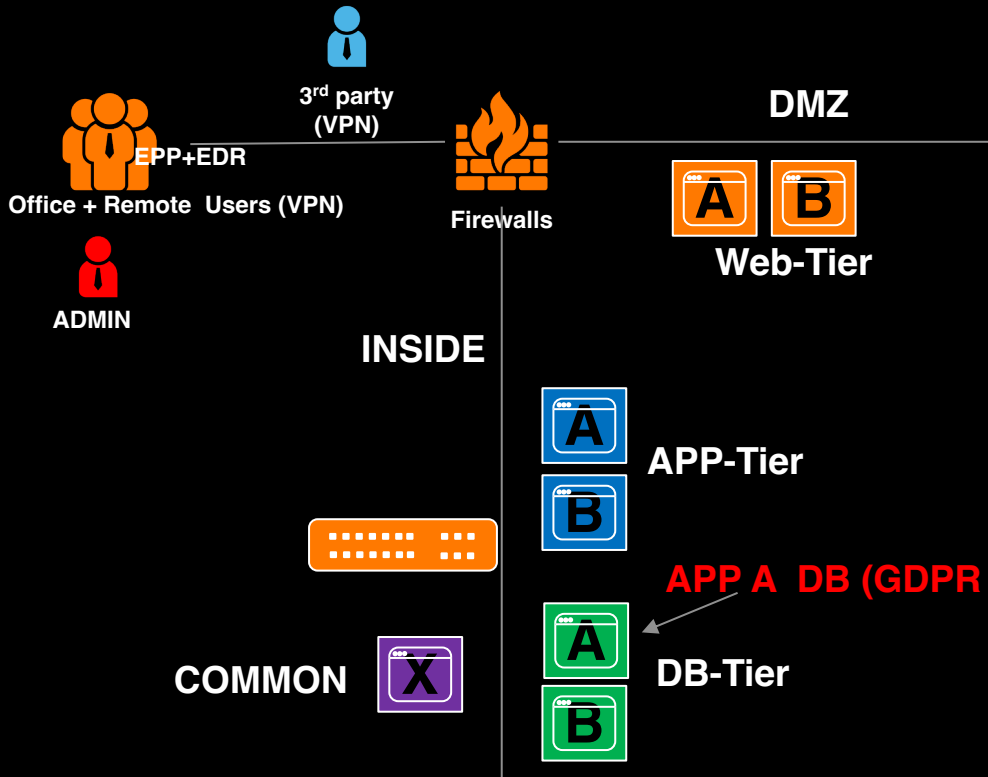 3rd party
(VPN)
DMZ
EPP+EDR
Office + Remote Users (VPN)
Firewalls
A
B
Web-Tier
ADMIN
INSIDE
A
APP-Tier
B
APP A DB (GDPR
A
DB-Tier
COMMON
X
B